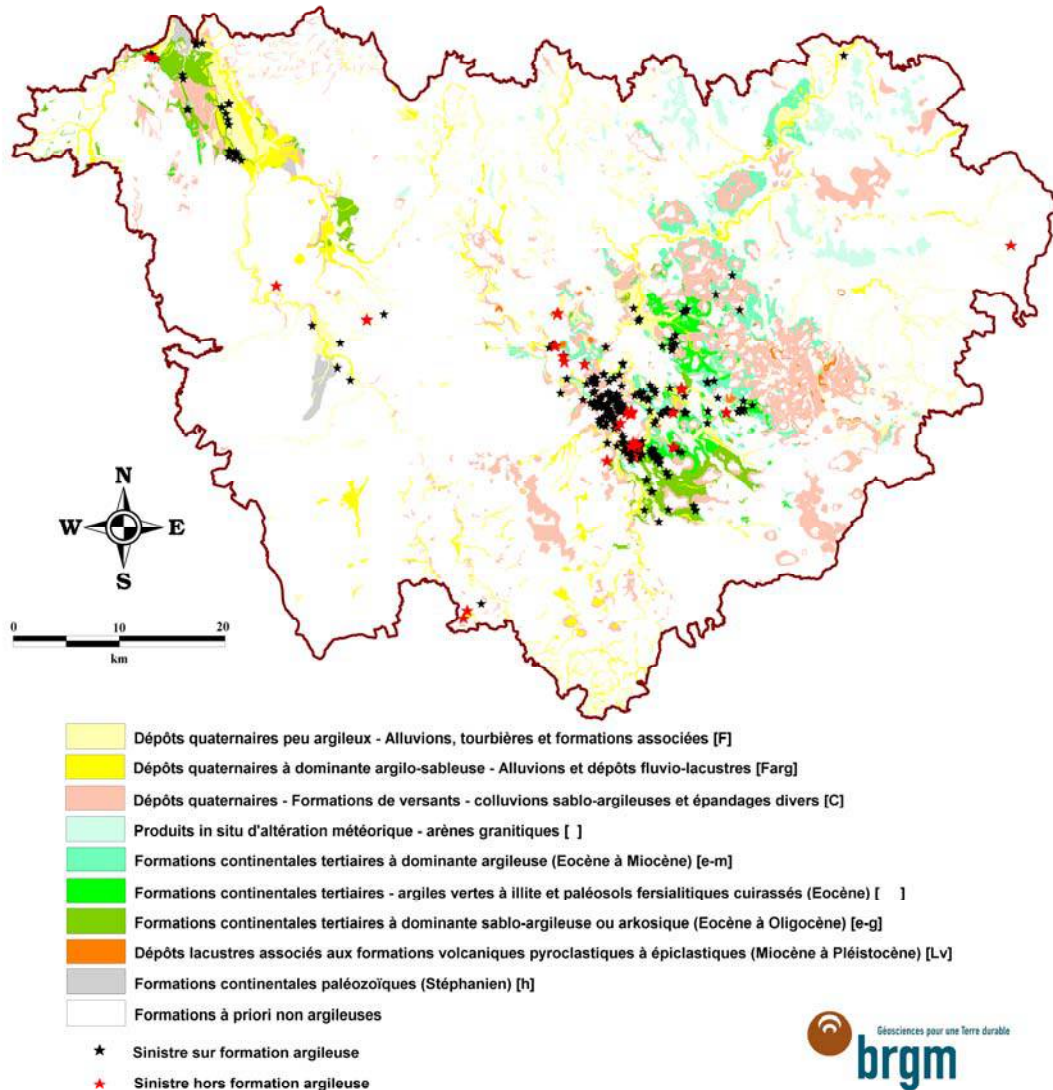 N
W E
S
0 10 20
km
Dépôts quaternaires peu argileux - Alluvions, tourbières et formations associées [F]
Dépôts quaternaires à dominante argilo-sableuse - Alluvions et dépôts fluvio-lacustres [Farg]
Dépôts quaternaires - Formations de versants - colluvions sablo-argileuses et épandages divers [C]
Produits in situ d'altération météorique - arènes granitiques [ ]
Formations continentales tertiaires à dominante argileuse (Eocène à Miocène) [e-m]
Formations continentales tertiaires - argiles vertes à illite et paléosols fersialitiques cuirassés (Eocène) [ ]
Formations continentales tertiaires à dominante sablo-argileuse ou arkosique (Eocène à Oligocène) [e-g]
Dépôts lacustres associés aux formations volcaniques pyroclastiques à épiclastiques (Miocène à Pléistocène) [Lv]
Formations continentales paléozoïques (Stéphanien) [h]
Formations à priori non argileuses
Sinistre sur formation argileuse
Sinistre hors formation argileuse
Géosciences pour une Terre durable
brgm